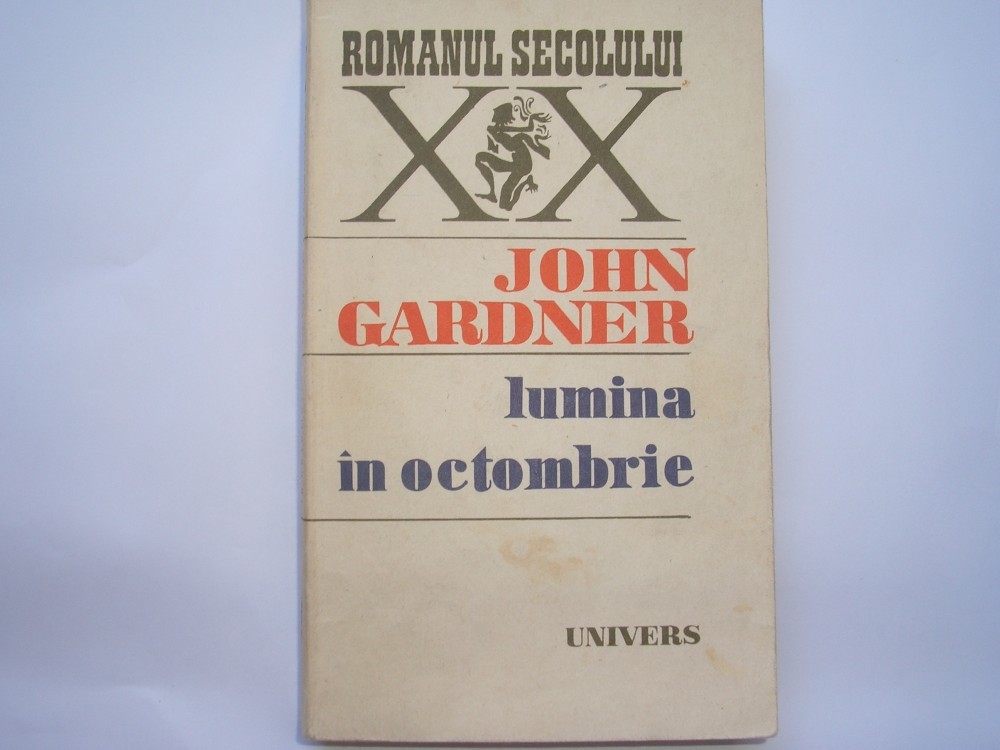 ROMANUL SECOLULUI
XX
JOHN
GARDNER
lumina
în octombrie
UNIVERS